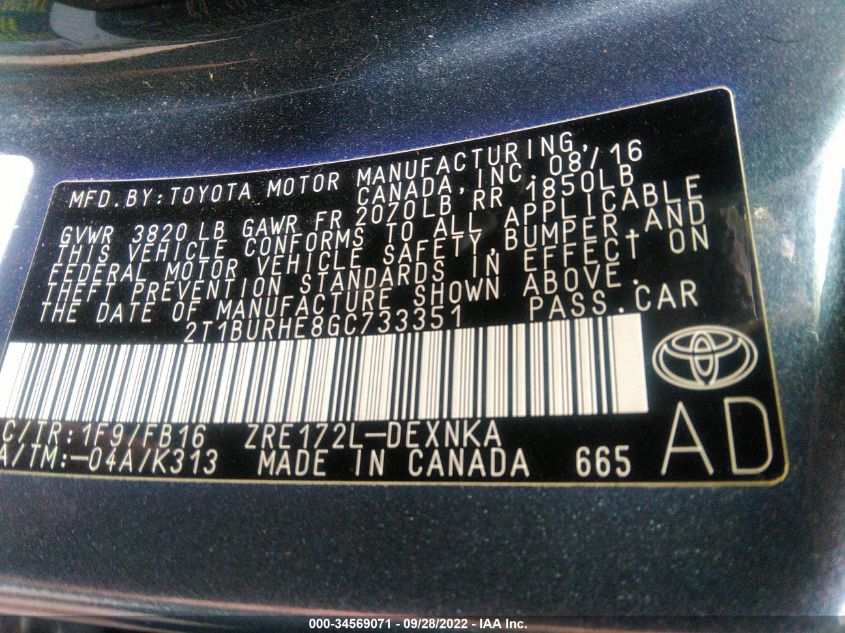 MFD.BY:TOYOTA MOTOR MANUFACTURING,
CANADA, INC. 08/16
GVWR 3820 LB GAWR FR 2070LB RR 1850LB
THIS VEHICLE CONFORMS TO ALL APPLICABLE
FEDERAL MOTOR VEHICLE SAFETY,BUMPER,AND
THEFT PREVENTION STANDARDS IN EFFECT ON
THE DATE OF MANUFACTURE SHOWN ABOVE.
2T1BURHE8GC733351 PASS.CAR
C/TR:1F9/FB16 ZRE172L-DEXNKA
A/TM:-04A/K313 MADE IN CANADA 665
AD
000-34569071 - 09/28/2022 - IAA Inc.